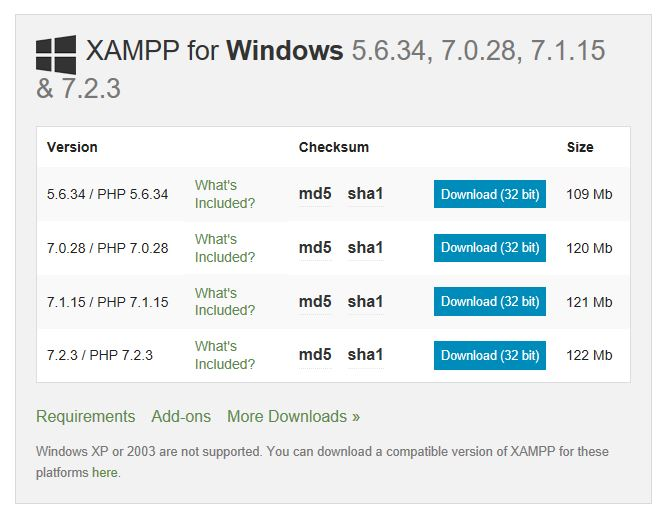 XAMPP for Windows 5.6.34, 7.0.28, 7.1.15
& 7.2.3
Version Checksum Size
5.6.34 / PHP 5.6.34 What's Included? md5 sha1 Download (32 bit) 109 Mb
7.0.28 / PHP 7.0.28 What's Included? md5 sha1 Download (32 bit) 120 Mb
7.1.15 / PHP 7.1.15 What's Included? md5 sha1 Download (32 bit) 121 Mb
7.2.3 / PHP 7.2.3 What's Included? md5 sha1 Download (32 bit) 122 Mb
Requirements Add-ons More Downloads »
Windows XP or 2003 are not supported. You can download a compatible version of XAMPP for these
platforms here.